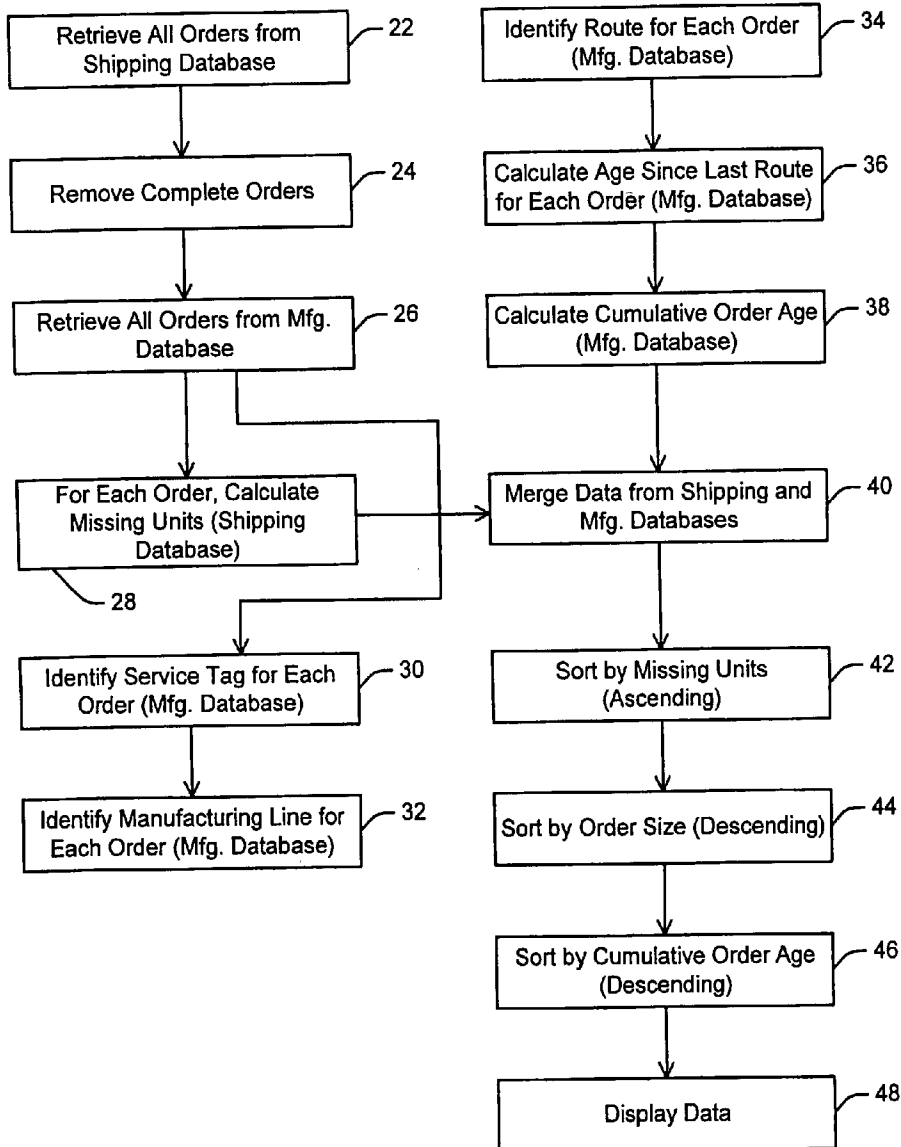 Retrieve All Orders from
Shipping Database
22
Remove Complete Orders
24
Retrieve All Orders from Mfg.
Database
26
For Each Order, Calculate
Missing Units (Shipping
Database)
28
Identify Service Tag for Each
Order (Mfg. Database)
30
Identify Manufacturing Line for
Each Order (Mfg. Database)
32
Identify Route for Each Order
(Mfg. Database)
34
Calculate Age Since Last Route
for Each Order (Mfg. Database)
36
Calculate Cumulative Order Age
(Mfg. Database)
38
Merge Data from Shipping and
Mfg. Databases
40
Sort by Missing Units
(Ascending)
42
Sort by Order Size (Descending)
44
Sort by Cumulative Order Age
(Descending)
46
Display Data
48